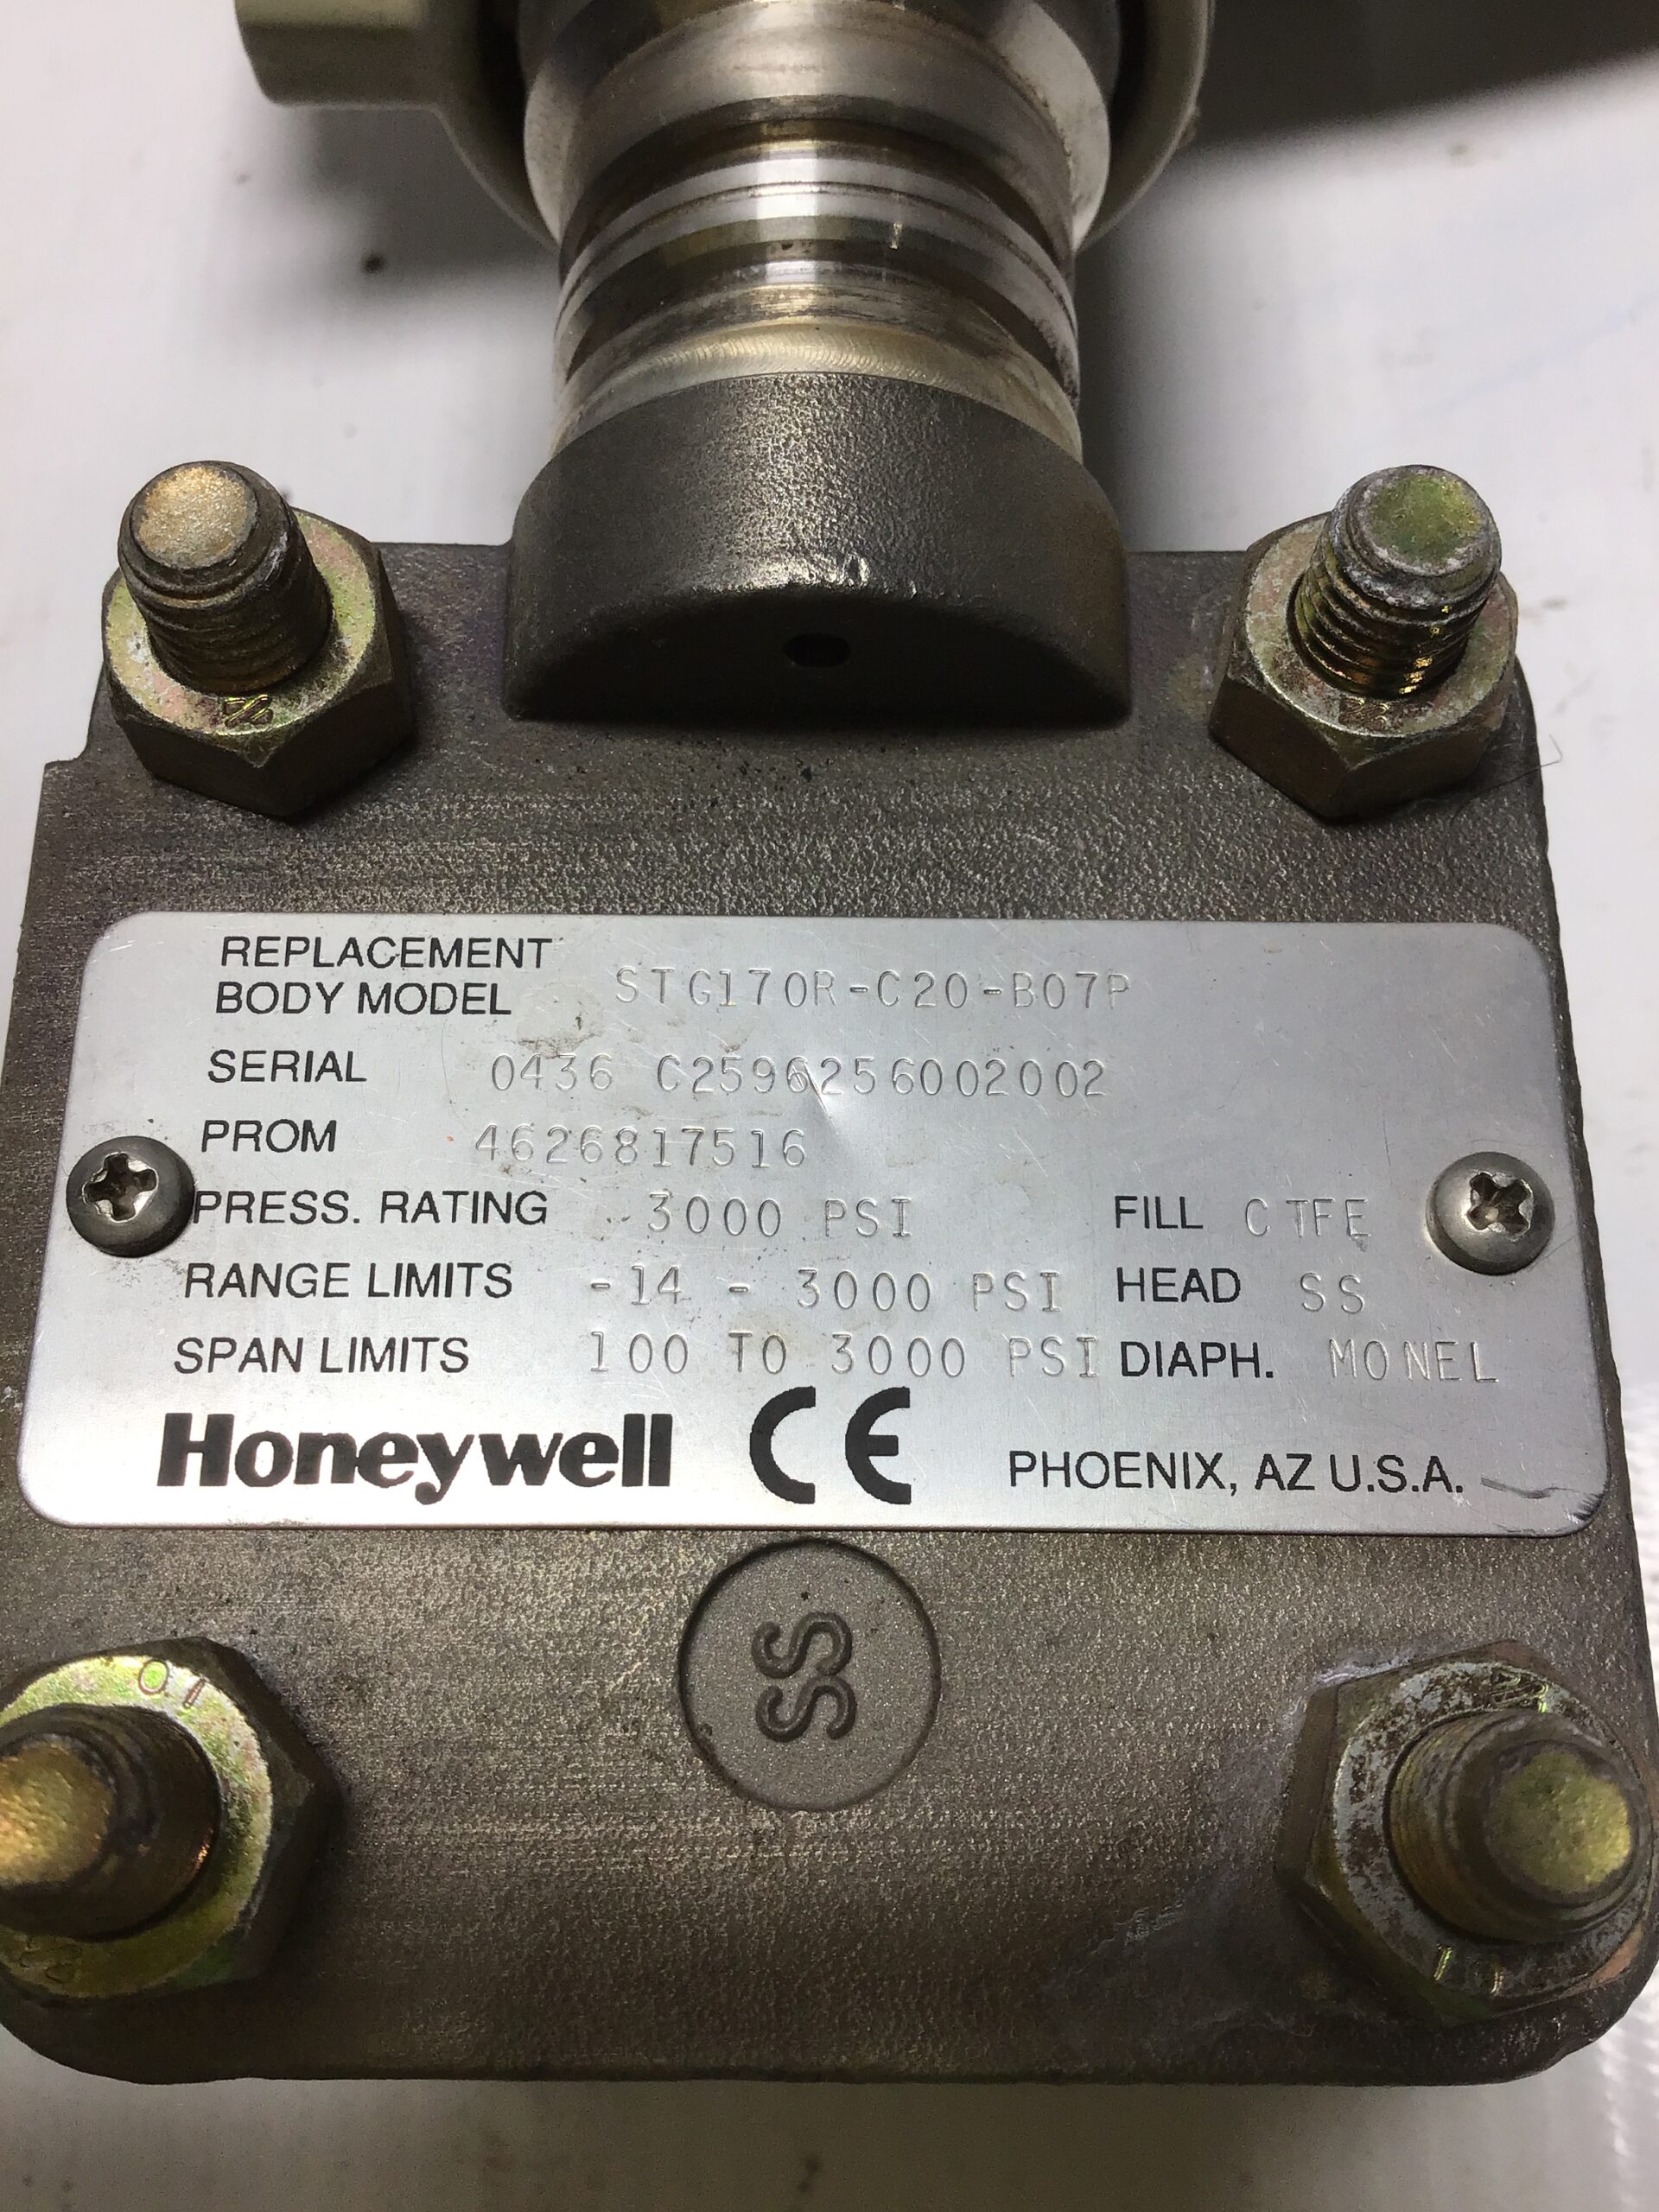 REPLACEMENT
BODY MODEL STG170R-C20-B07P
SERIAL 0436 C2596256002002
PROM 4626817516
PRESS. RATING 3000 PSI FILL CTFE
RANGE LIMITS -14 - 3000 PSI HEAD SS
SPAN LIMITS 100 TO 3000 PSI DIAPH. MONEL
Honeywell CE PHOENIX, AZ U.S.A.
SS